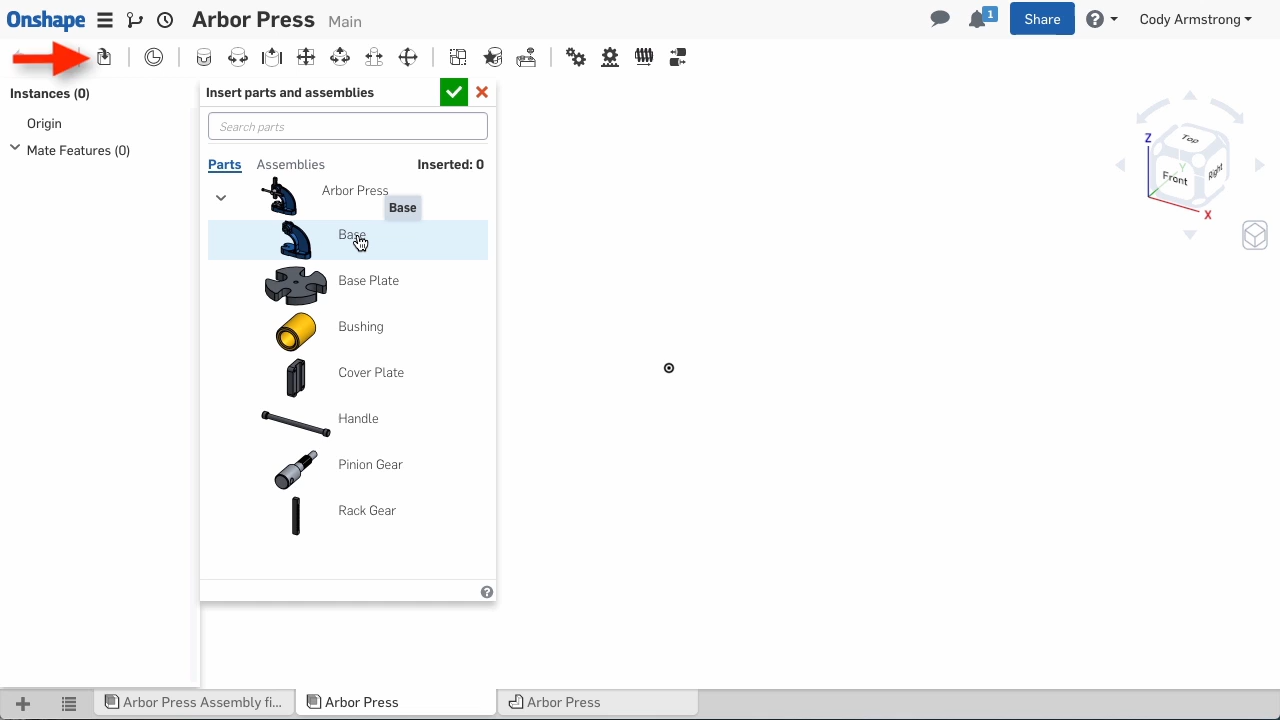 Onshape Arbor Press Main 1 Share Cody Armstrong
Instances (0)
Origin
Mate Features (0)
Insert parts and assemblies
Search parts
Parts Assemblies Inserted: 0
Arbor Press
Base
Base
Base Plate
Bushing
Cover Plate
Handle
Pinion Gear
Rack Gear
Z
Top
Y
Front
Right
X
Arbor Press Assembly fi... Arbor Press Arbor Press